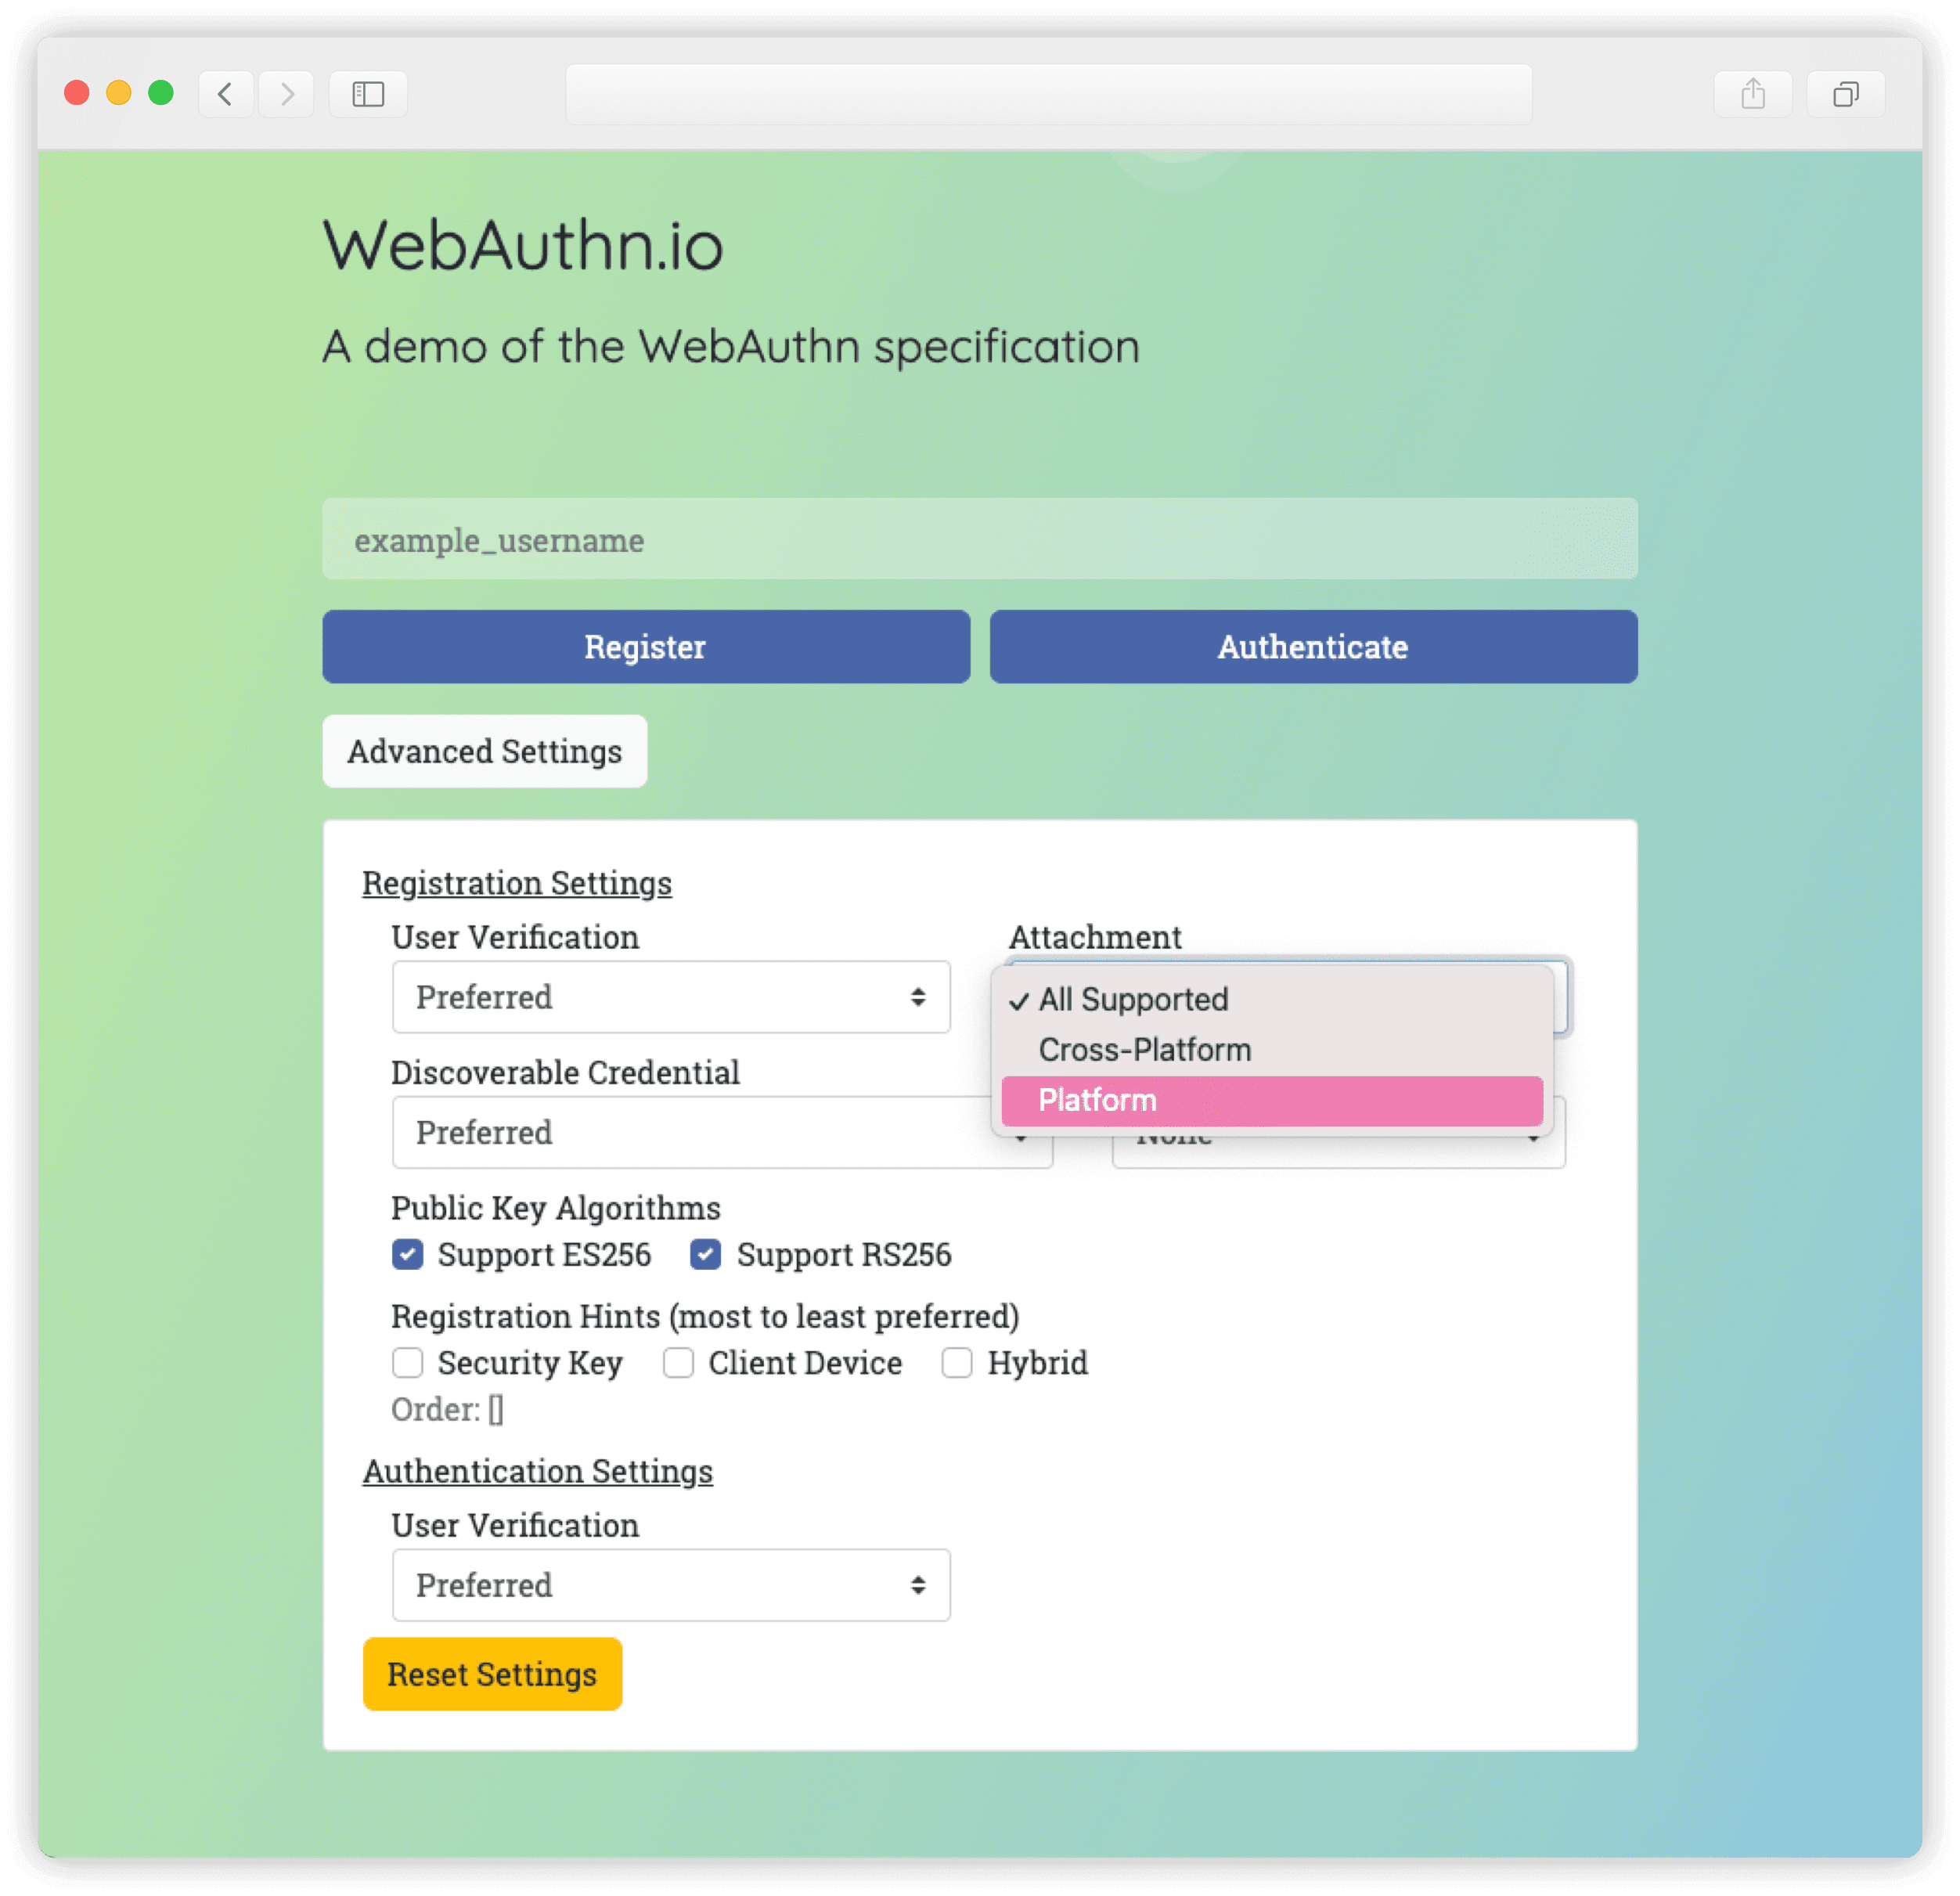 WebAuthn.io
A demo of the WebAuthn specification
example_username
Register
Authenticate
Advanced Settings
Registration Settings
User Verification
Attachment
Preferred
✓ All Supported
Cross-Platform
Platform
Discoverable Credential
Preferred
None
Public Key Algorithms
Support ES256
Support RS256
Registration Hints (most to least preferred)
Security Key
Client Device
Hybrid
Order: []
Authentication Settings
User Verification
Preferred
Reset Settings